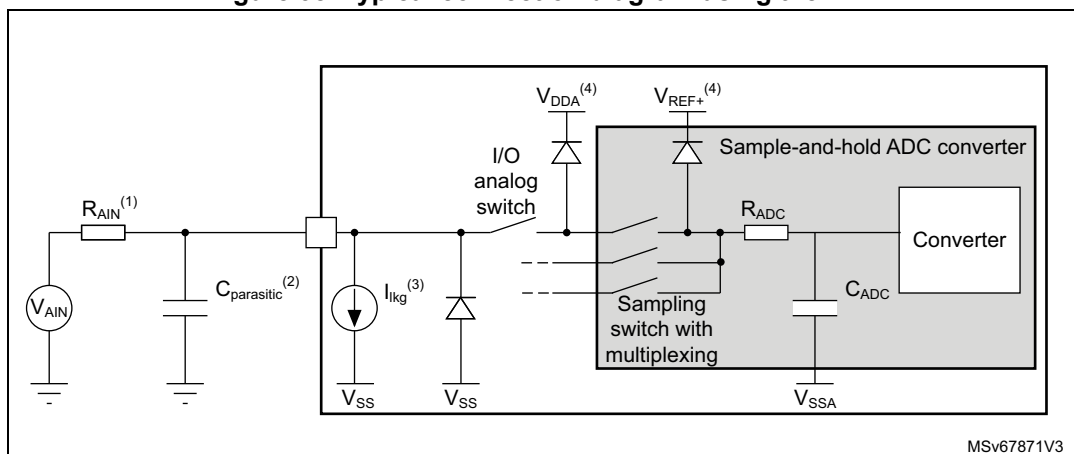 V_DDA^(4)
V_REF+^(4)
Sample-and-hold ADC converter
I/O
analog
switch
R_AIN^(1)
R_ADC
Converter
V_AIN
C_parasitic^(2)
I_lkg^(3)
C_ADC
Sampling
switch with
multiplexing
V_SS
V_SS
V_SSA
MSv67871V3